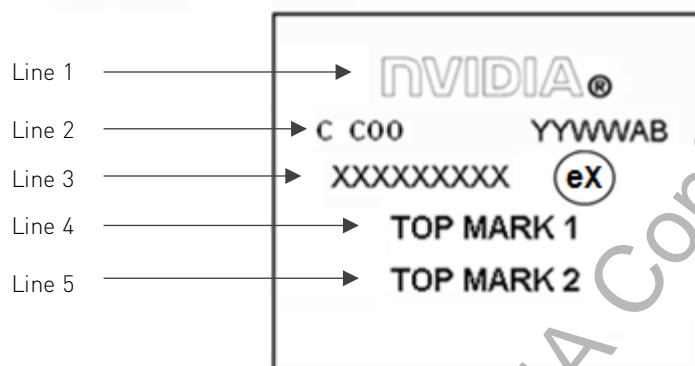 Line 1 NVIDIA®
Line 2 C COO YYWWAB
Line 3 XXXXXXXXX eX
Line 4 TOP MARK 1
Line 5 TOP MARK 2